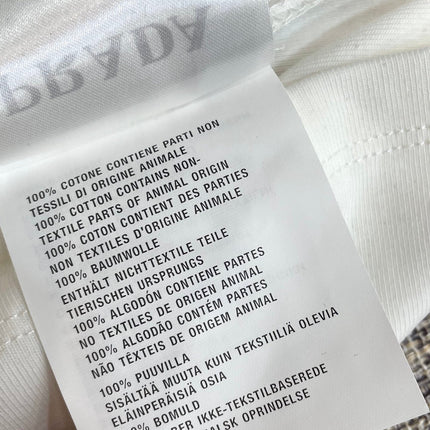 PRADA
100% COTONE CONTIENE PARTI NON
TESSILI DI ORIGINE ANIMALE
100% COTTON CONTAINS NON-
TEXTILE PARTS OF ANIMAL ORIGIN
100% COTON CONTIENT DES PARTIES
NON TEXTILES D'ORIGINE ANIMALE
100% BAUMWOLLE
ENTHÄLT NICHTTEXTILE TEILE
TIERISCHEN URSPRUNGS
100% ALGODÓN CONTIENE PARTES
NO TEXTILES DE ORIGEN ANIMAL
100% ALGODÃO CONTÉM PARTES
NÃO TÊXTEIS DE ORIGEM ANIMAL
100% PUUVILLA
SISÄLTÄÄ MUUTA KUIN TEKSTIILIÄ OLEVIA
ELÄINPERÄISIÄ OSIA
100% BOMULD
IKKE-TEKSTILBASEREDE
OPRINDELSE